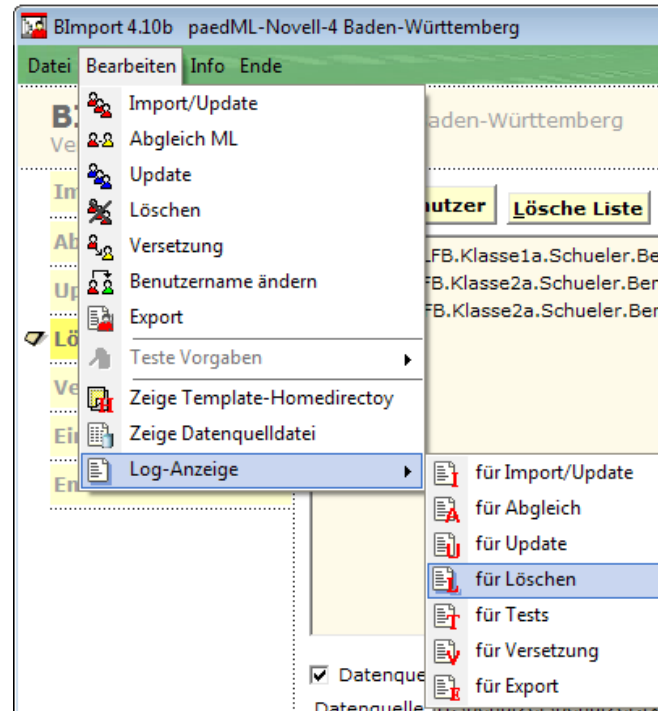 BImport 4.10b paedML-Novell-4 Baden-Württemberg
Datei Bearbeiten Info Ende
Import/Update
Abgleich ML
Update
Löschen
Versetzung
Benutzername ändern
Export
Teste Vorgaben
Zeige Template-Homedirectoy
Zeige Datenquelldatei
Log-Anzeige
aden-Württemberg
utzer Lösche Liste
FB.Klasse1a.Schueler.Be
FB.Klasse2a.Schueler.Ber
FB.Klasse2a.Schueler.Ber
für Import/Update
für Abgleich
für Update
für Löschen
für Tests
für Versetzung
für Export
Datenque